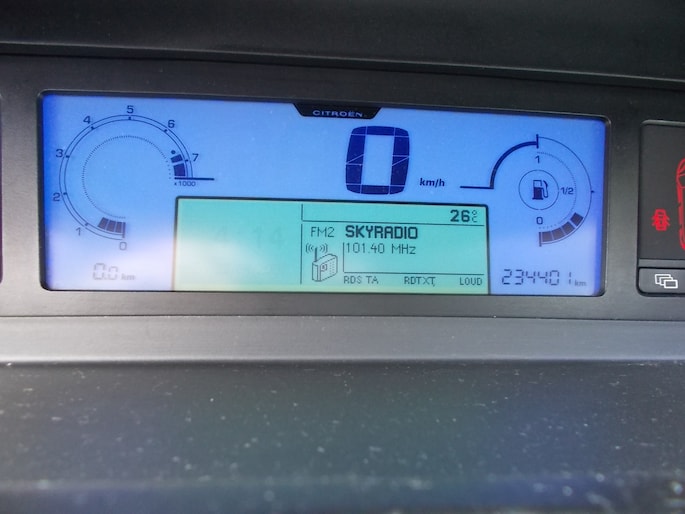 CITROËN
5
4
6
3
7
x1000
2
1
0
0 km/h
1
1/2
0
26°C
FM2 SKYRADIO
101.40 MHz
RDS TA RDTXT LOUD
0.0 km
234401 km